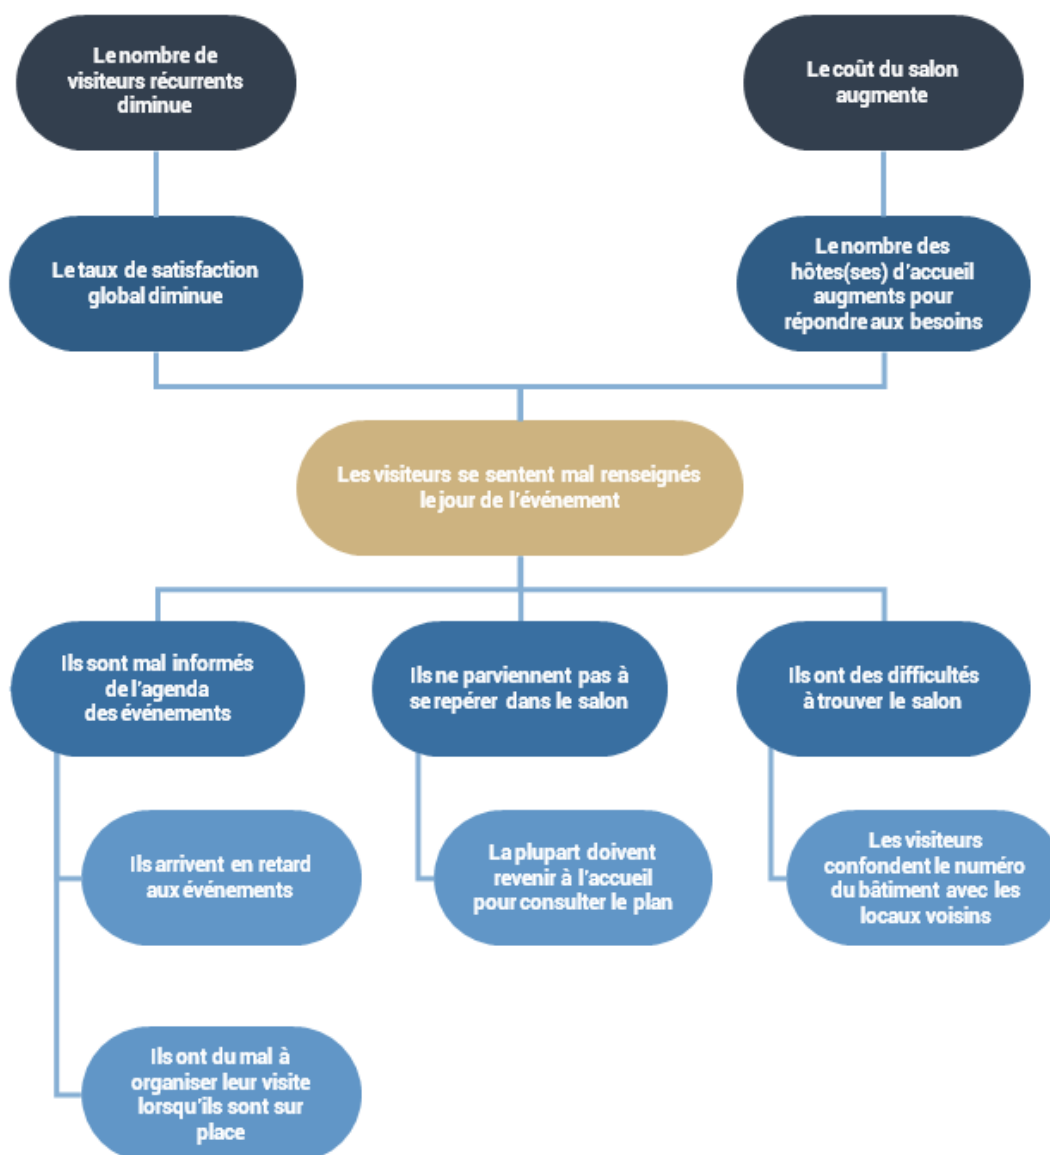 Le nombre de
visiteurs récurrents
diminue
Le coût du salon
augmente
Le taux de satisfaction
global diminue
Le nombre des
hôtes(ses) d'accueil
augments pour
répondre aux besoins
Les visiteurs se sentent mal renseignés
le jour de l'événement
Ils sont mal informés
de l'agenda
des événements
Ils ne parviennent pas à
se repérer dans le salon
Ils ont des difficultés
à trouver le salon
Ils arrivent en retard
aux événements
La plupart doivent
revenir à l'accueil
pour consulter le plan
Les visiteurs
confondent le numéro
du bâtiment avec les
locaux voisins
Ils ont du mal à
organiser leur visite
lorsqu'ils sont sur
place